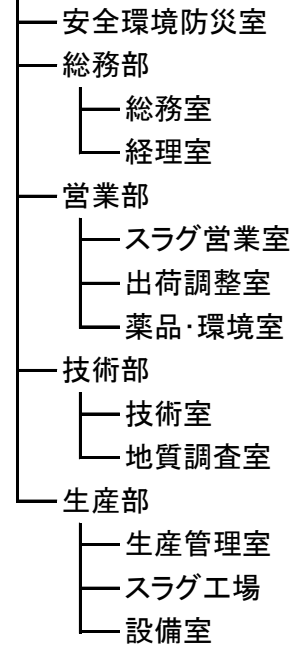 安全環境防災室
総務部
総務室
経理室
営業部
スラグ営業室
出荷調整室
薬品・環境室
技術部
技術室
地質調査室
生産部
生産管理室
スラグ工場
設備室